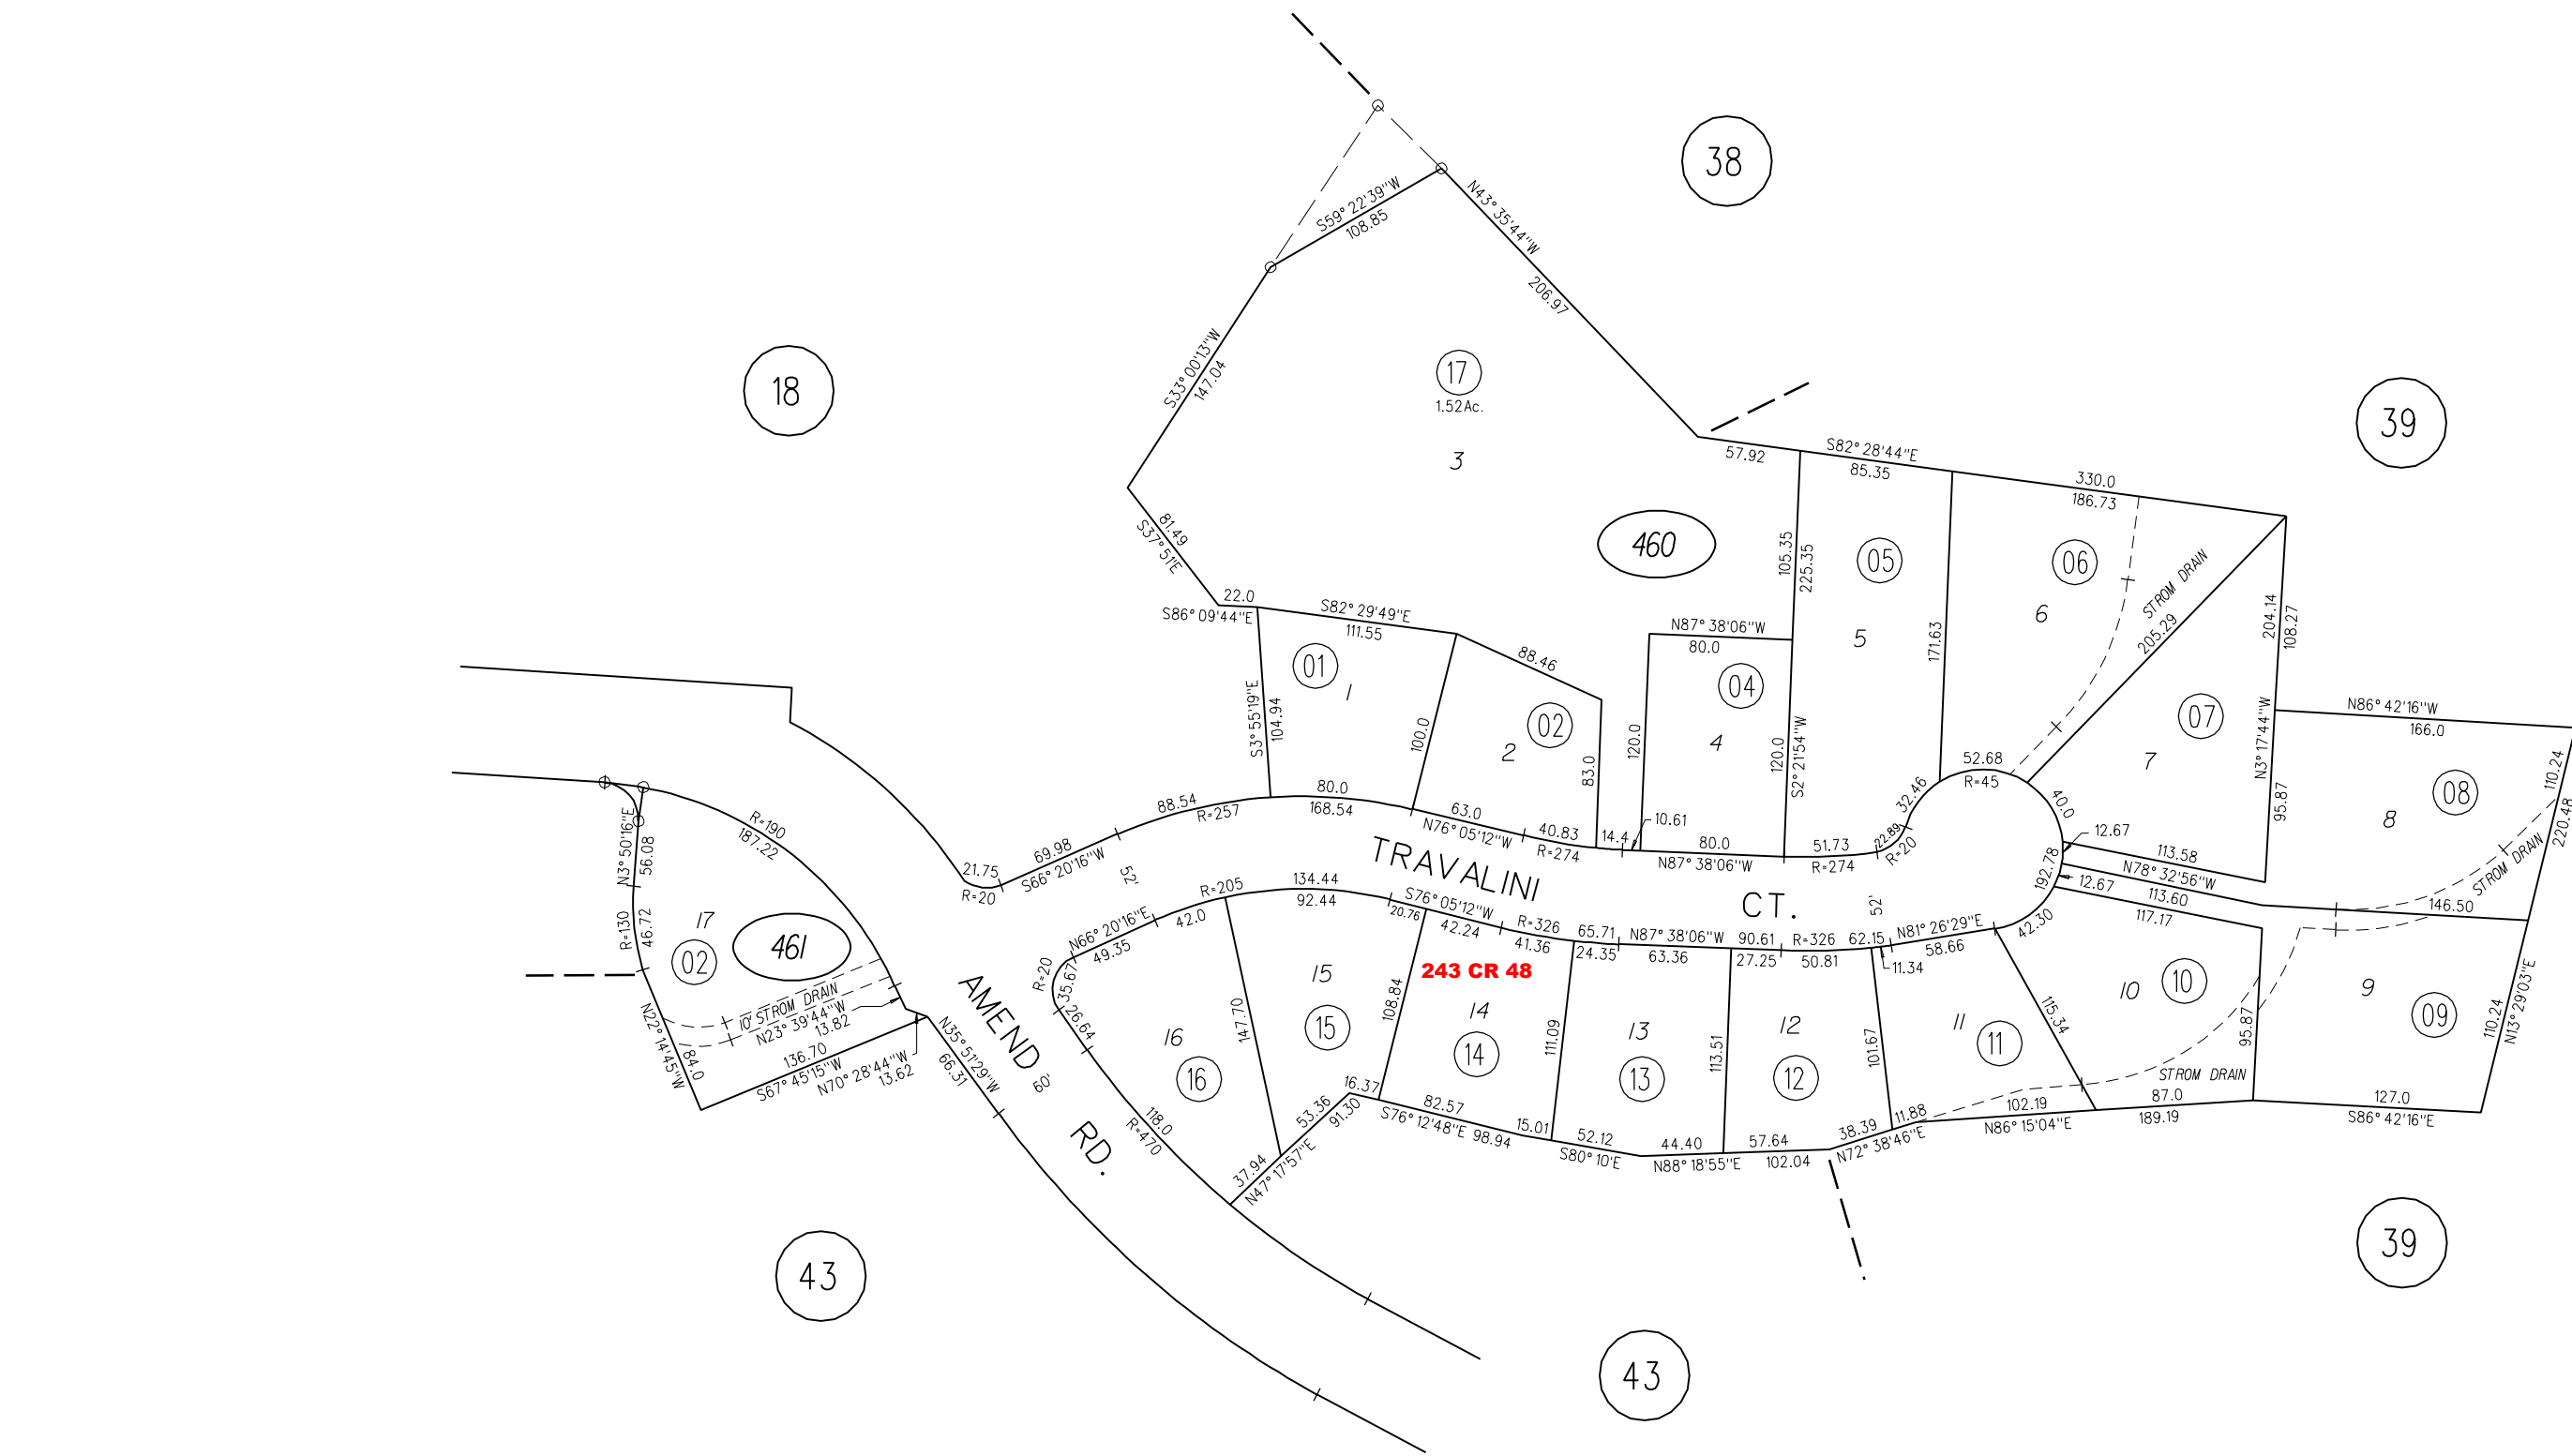 38
18
39
S59° 22'39"W
108.85
N43° 35'44"W
206.97
S33° 00'13"W
147.04
17
1.52Ac.
3
81.49
S37° 51'E
57.92
S82° 28'44"E
85.35
330.0
186.73
460
105.35
225.35
05
5
171.63
06
6
STROM DRAIN
205.29
204.14
108.27
22.0
S86° 09'44"E
S82° 29'49"E
111.55
01
1
S3° 55'19"E
104.94
100.0
88.46
02
2
83.0
N87° 38'06"W
80.0
04
4
120.0
120.0
S2° 21'54"W
07
7
N3° 17'44"W
95.87
N86° 42'16"W
166.0
08
8
110.24
220.48
STROM DRAIN
80.0
168.54
88.54
R=257
69.98
S66° 20'16"W
21.75
R=20
63.0
N76° 05'12"W
40.83
R=274
14.4
10.61
80.0
N87° 38'06"W
51.73
R=274
22.89
R=20
32.46
52.68
R=45
40.0
12.67
113.58
N78° 32'56"W
12.67
113.60
117.17
192.78
42.30
146.50
TRAVALINI
CT.
52'
52'
N3° 50'16"E
56.08
R=190
187.22
R=130
46.72
17
02
461
10' STROM DRAIN
N23° 39'44"W
13.82
N22° 14'45"W
84.0
136.70
S67° 45'15"W
N70° 28'44"W
13.62
N35° 51'29"W
66.31
AMEND
60'
RD.
R=20
35.67
26.64
N66° 20'16"E
49.35
42.0
R=205
134.44
92.44
S76° 05'12"W
20.76
42.24
R=326
41.36
65.71
24.35
N87° 38'06"W
63.36
90.61
27.25
R=326
50.81
62.15
11.34
N81° 26'29"E
58.66
243 CR 48
16
16
118.0
R=470
147.70
15
15
108.84
14
14
111.09
13
13
113.51
12
12
101.67
11
11
115.34
10
10
95.87
STROM DRAIN
9
09
110.24
N13° 29'03"E
37.94
N47° 17'57"E
53.36
91.30
16.37
82.57
S76° 12'48"E 98.94
15.01
52.12
S80° 10'E
44.40
N88° 18'55"E
57.64
102.04
38.39
N72° 38'46"E
11.88
102.19
N86° 15'04"E
87.0
189.19
127.0
S86° 42'16"E
43
43
39